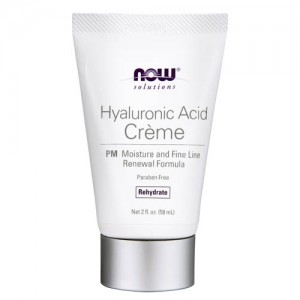 now
solutions
Hyaluronic Acid
Crème
PM Moisture and Fine Line
Renewal Formula
Paraben Free
Rehydrate
Net 2 fl. oz. (59 mL)